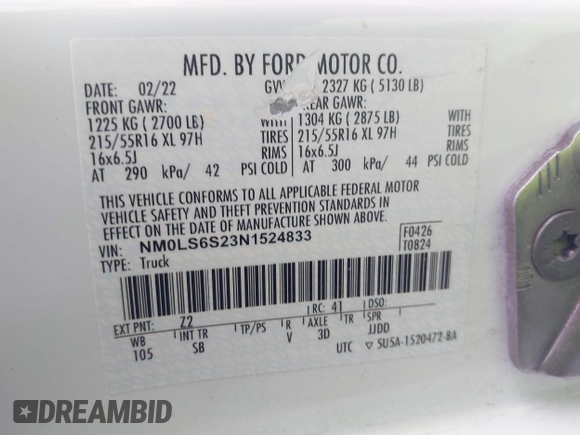 MFD. BY FORD MOTOR CO.
DATE: 02/22 GVW 2327 KG ( 5130 LB)
FRONT GAWR: REAR GAWR:
1225 KG ( 2700 LB) WITH 1304 KG ( 2875 LB) WITH
215/55R16 XL 97H TIRES 215/55R16 XL 97H TIRES
16x6.5J RIMS 16x6.5J RIMS
AT 290 kPa/ 42 PSI COLD AT 300 kPa/ 44 PSI COLD
THIS VEHICLE CONFORMS TO ALL APPLICABLE FEDERAL MOTOR
VEHICLE SAFETY AND THEFT PREVENTION STANDARDS IN
EFFECT ON THE DATE OF MANUFACTURE SHOWN ABOVE.
VIN: NM0LS6S23N1524833 F0426
TYPE: Truck T0824
EXT PNT: Z2 RC: 41 DSO:
WB INT TR TP/PS R AXLE TR SPR
105 SB V 3D JJDD
UTC ▽ 5U5A-1520472-BA
DREAMBID